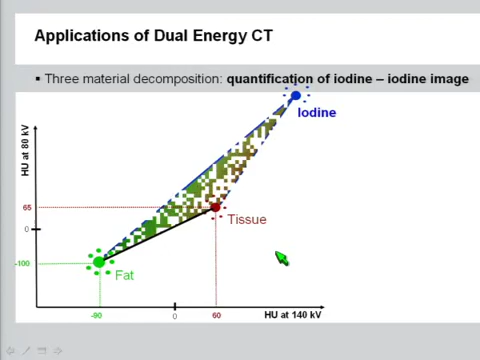 Applications of Dual Energy CT
▪ Three material decomposition: quantification of iodine – iodine image
Iodine
HU at 80 kV
65
Tissue
0
-100
Fat
-90
0
60
HU at 140 kV